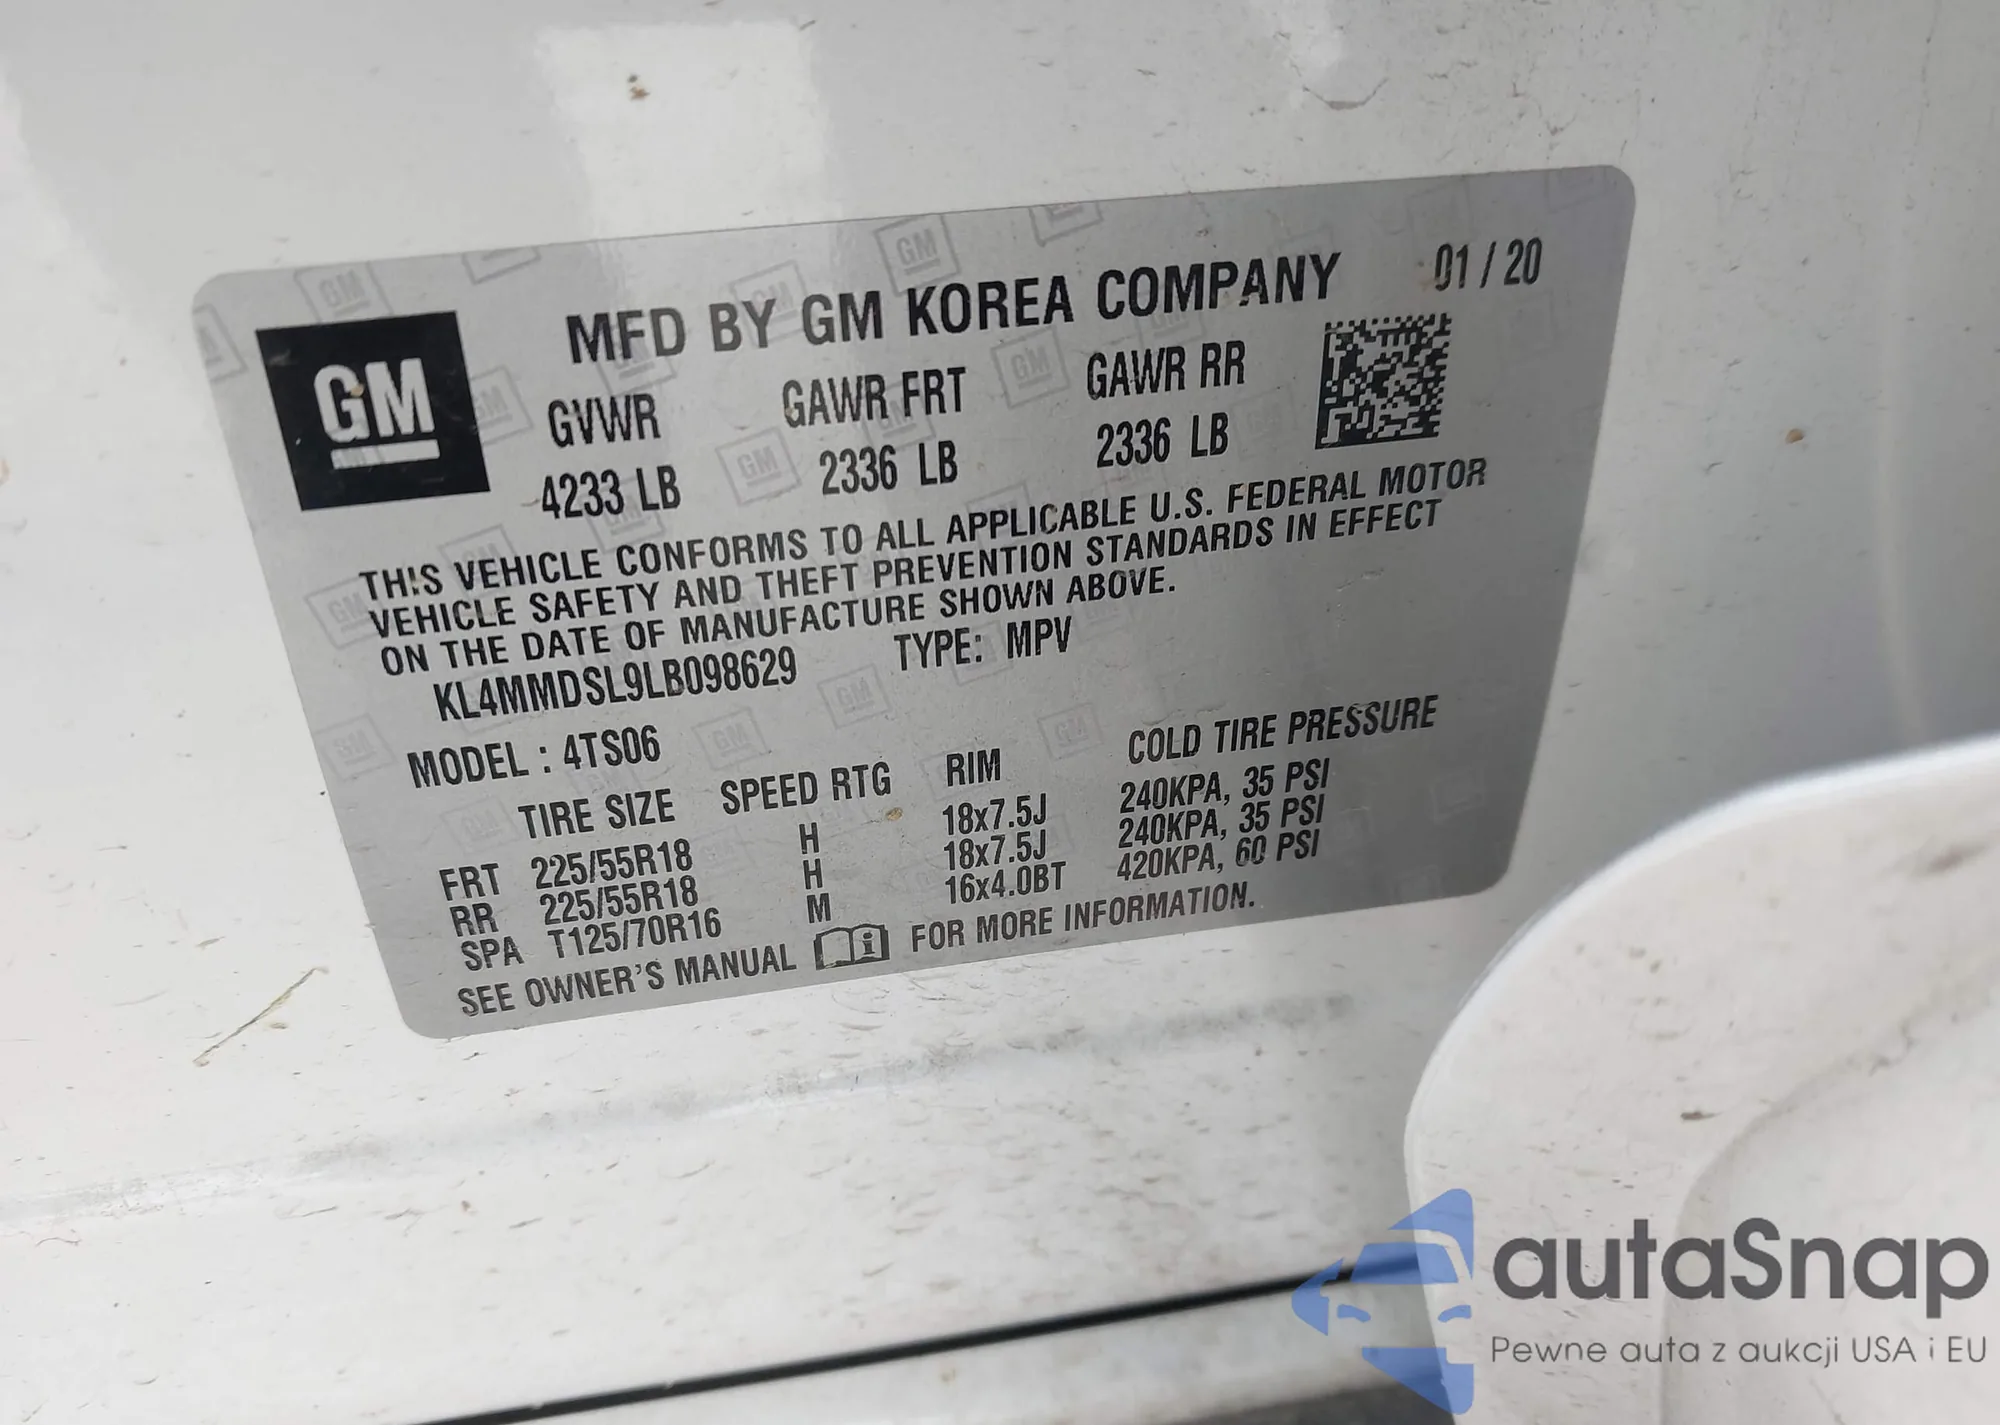 MFD BY GM KOREA COMPANY 01 / 20
GM
GVWR GAWR FRT GAWR RR
4233 LB 2336 LB 2336 LB
THIS VEHICLE CONFORMS TO ALL APPLICABLE U.S. FEDERAL MOTOR
VEHICLE SAFETY AND THEFT PREVENTION STANDARDS IN EFFECT
ON THE DATE OF MANUFACTURE SHOWN ABOVE.
KL4MMDSL9LB098629 TYPE: MPV
MODEL : 4TS06
TIRE SIZE SPEED RTG RIM COLD TIRE PRESSURE
FRT 225/55R18 H 18x7.5J 240KPA, 35 PSI
RR 225/55R18 H 18x7.5J 240KPA, 35 PSI
SPA T125/70R16 M 16x4.0BT 420KPA, 60 PSI
SEE OWNER'S MANUAL i FOR MORE INFORMATION.
autaSnap
Pewne auta z aukcji USA i EU